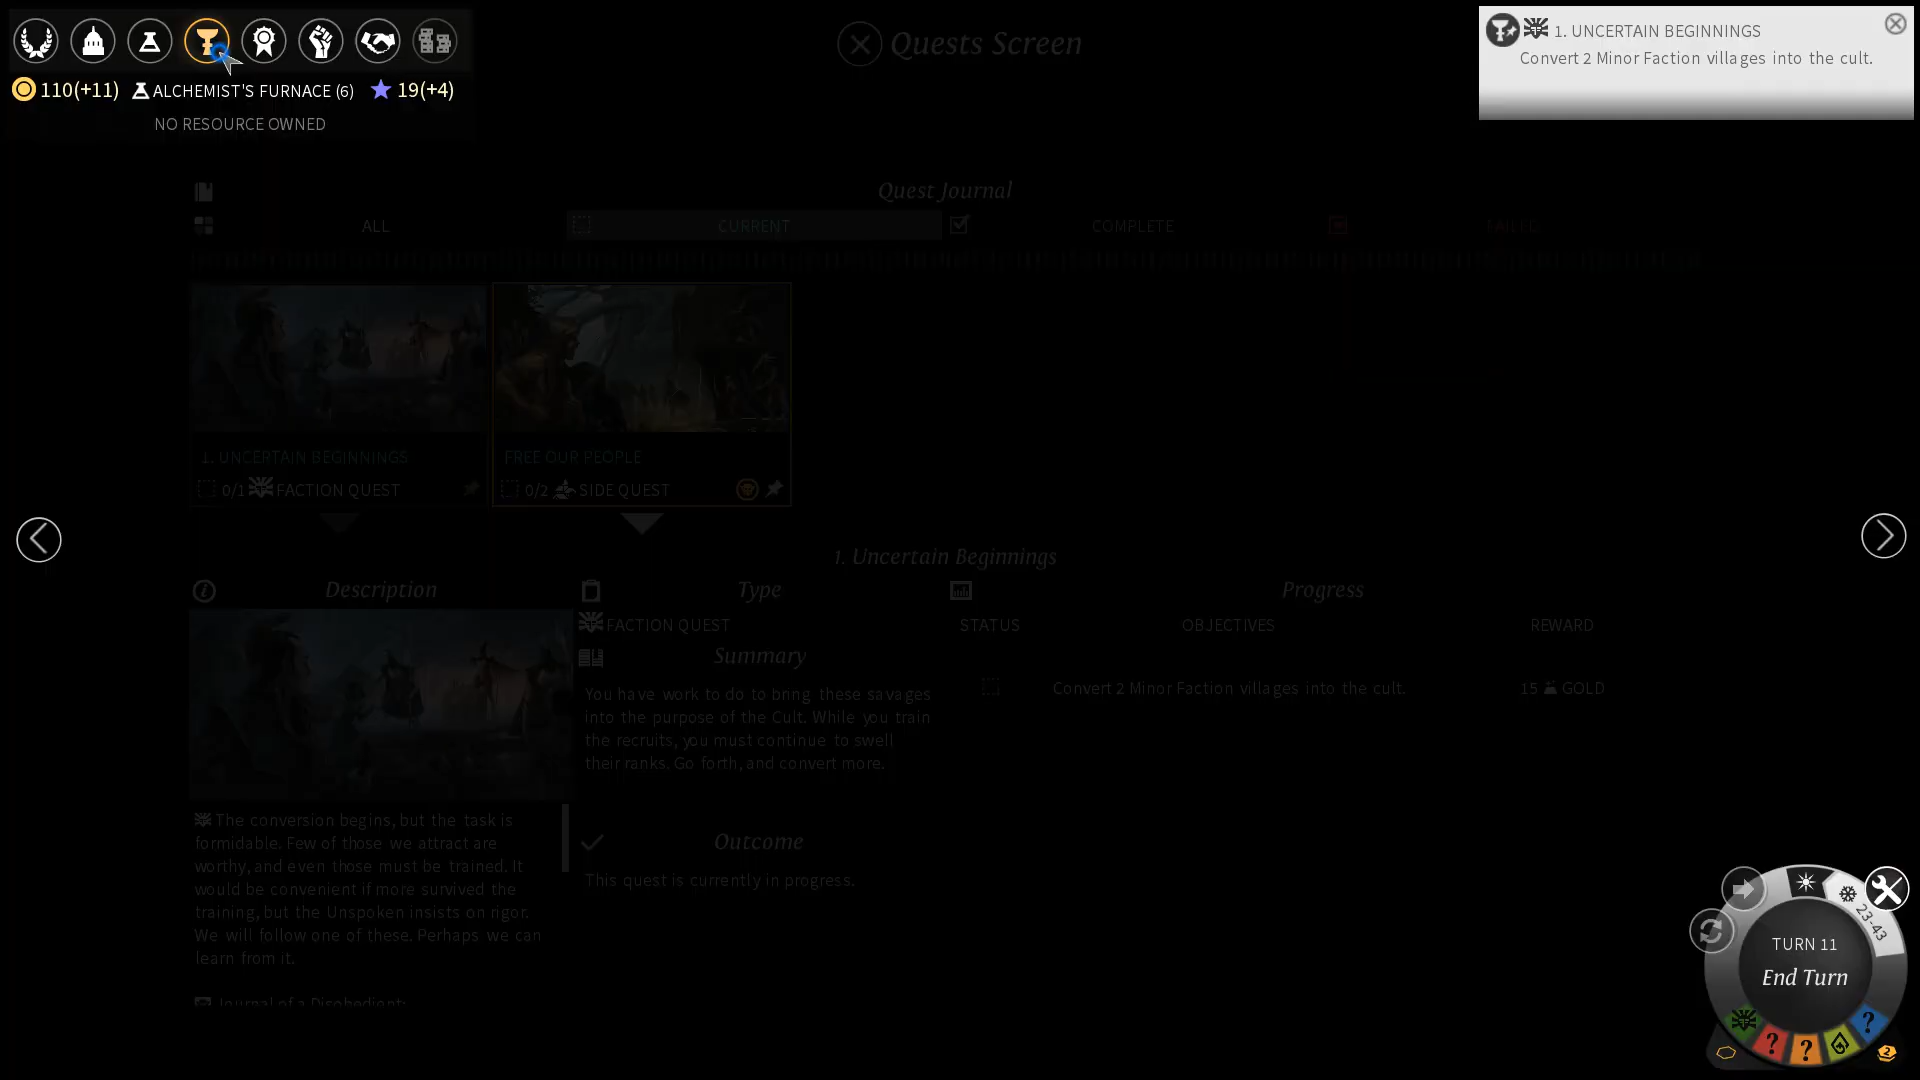 Quests Screen
1. UNCERTAIN BEGINNINGS
Convert 2 Minor Faction villages into the cult.
110(+11) ALCHEMIST'S FURNACE (6) 19(+4)
NO RESOURCE OWNED
Quest Journal
ALL CURRENT COMPLETE FAILED
1. UNCERTAIN BEGINNINGS
0/1 FACTION QUEST
FREE OUR PEOPLE
0/2 SIDE QUEST
1. Uncertain Beginnings
Description
Type
Progress
FACTION QUEST
STATUS OBJECTIVES REWARD
Summary
You have work to do to bring these savages
into the purpose of the Cult. While you train
the recruits, you must continue to swell
their ranks. Go forth, and convert more.
Convert 2 Minor Faction villages into the cult. 15 GOLD
The conversion begins, but the task is
formidable. Few of those we attract are
worthy, and even those must be trained. It
would be convenient if more survived the
training, but the Unspoken insists on rigor.
We will follow one of these. Perhaps we can
learn from it.
Journal of a Disobedient:
Outcome
This quest is currently in progress.
23-43
TURN 11
End Turn
? ? ?
2